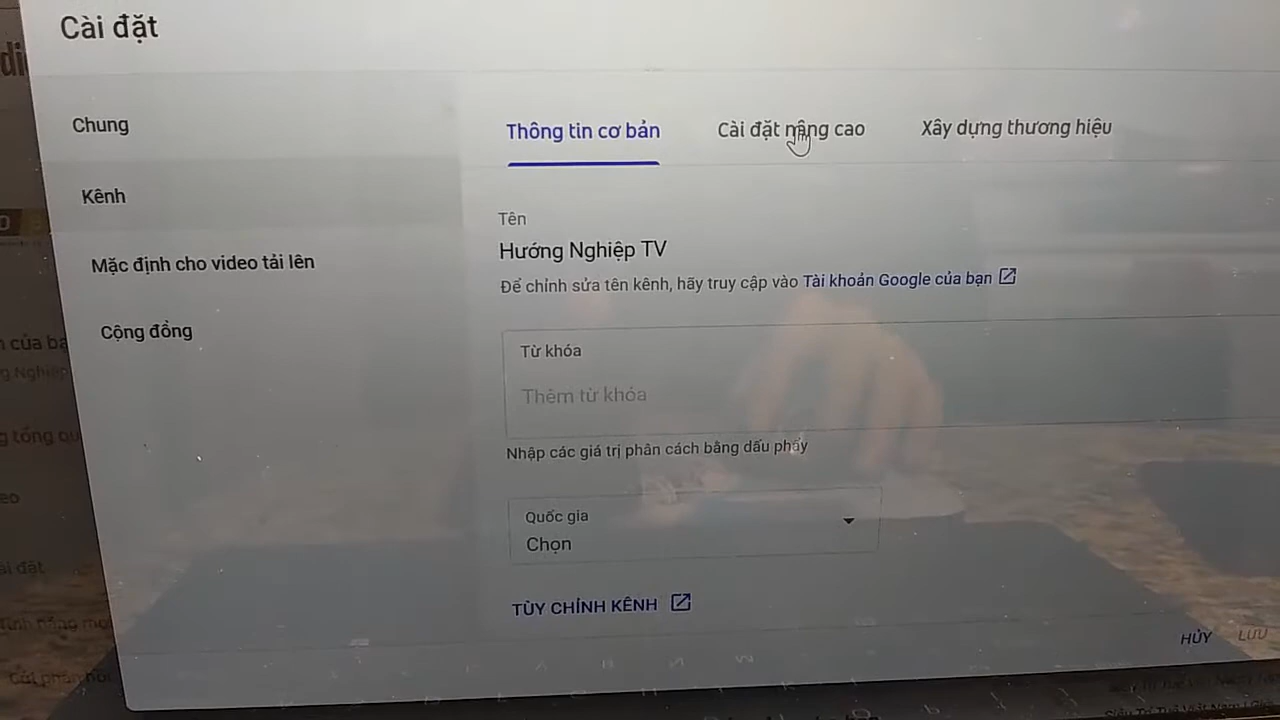 Cài đặt
Chung
Kênh
Mặc định cho video tải lên
Cộng đồng
Thông tin cơ bản
Cài đặt nâng cao
Xây dựng thương hiệu
Tên
Hướng Nghiệp TV
Để chỉnh sửa tên kênh, hãy truy cập vào Tài khoản Google của bạn
Từ khóa
Thêm từ khóa
Nhập các giá trị phân cách bằng dấu phẩy
Quốc gia
Chọn
TÙY CHỈNH KÊNH
HỦY
LƯU